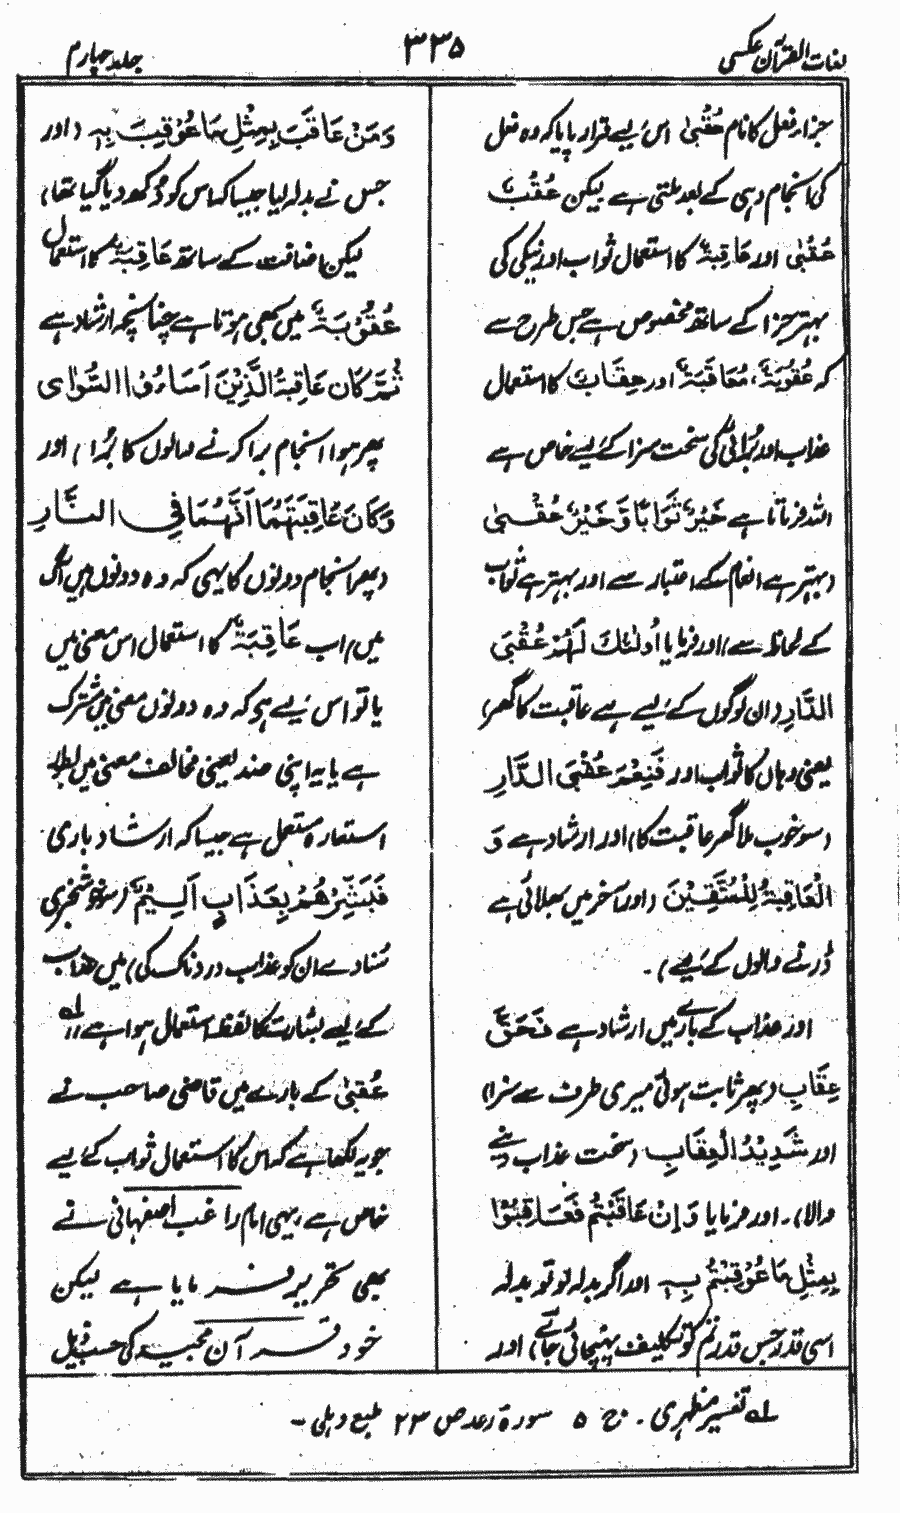 لغات القرآن عکسی
۳۳۵
جلد چہارم
جزاء فعل کا نام عُقْبیٰ اس لیے قرار پایا کہ وہ فعل
کی انجام دہی کے بعد ملتی ہے لیکن عُقُبٌ
عُقْبٰی اور عَاقِبَۃٌ کا استعمال ثواب اور نیکی کی
بہتر جزا کے ساتھ مخصوص ہے جس طرح سے
کہ عُقُوْبَۃٌ، مُعَاقَبَۃٌ اور عِقَابٌ کا استعمال
عذاب اور بُرائی کی سخت سزا کے لیے خاص ہے
اللہ فرماتا ہے خَیْرٌ ثَوَابًا وَّ خَیْرٌ عُقْبیٰ
(بہتر ہے انعام کے اعتبار سے اور بہتر ہے ثواب
کے لحاظ سے) اور فرمایا اُولٰئِكَ لَهُمْ عُقْبَی
الدَّارِ (ان لوگوں کے لیے ہے عاقبت کا گھر)
یعنی وہاں کا ثواب اور فَنِعْمَ عُقْبَی الدَّارِ
(سو خوب ملا گھر عاقبت کا) اور ارشاد ہے وَ
الْعَاقِبَۃُ لِلْمُتَّقِیْنَ (اور آخر میں بھلائی ہے
ڈرنے والوں کے لیے)۔
اور عذاب کے بارے میں ارشاد ہے فَحَقَّ
عِقَابِ (پھر ثابت ہوئی میری طرف سے سزا)
اور شَدِیْدُ الْعِقَابِ (سخت عذاب دینے
والا)۔ اور فرمایا وَ اِنْ عَاقَبْتُمْ فَعَاقِبُوْا
بِمِثْلِ مَا عُوْقِبْتُمْ بِہٖ اور اگر بدلہ لو تو بدلہ لو
اسی قدر جس قدر تم کو تکلیف پہنچائی جائے) اور
وَمَنْ عَاقَبَ بِمِثْلِ مَا عُوْقِبَ بِہٖ (اور
جس نے بدلہ لیا جیسا کہ اس کو دُکھ دیا گیا تھا)
لیکن اضافت کے ساتھ عَاقِبَۃٌ کا استعمال
عُقُوْبَۃٌ میں کبھی ہوتا ہے چنانچہ ارشاد ہے
ثُمَّ کَانَ عَاقِبَۃُ الَّذِیْنَ اَسَاءُوا السُّوْاٰی
(پھر ہوا انجام برا کرنے والوں کا بُرا) اور
وَکَانَ عَاقِبَتَہُمَا اَنَّہُمَا فِی النَّارِ
(پھر انجام دونوں کا یہی کہ وہ دونوں ہیں آگ
میں) اب عَاقِبَۃٌ کا استعمال اس معنی میں
یا تو اس لیے ہے کہ وہ دونوں معنی میں مشترک
ہے یا یہ اپنی ضد یعنی مخالف معنی میں بطور
استعارہ مستعمل ہے جیسا کہ ارشاد باری
فَبَشِّرْهُمْ بِعَذَابٍ اَلِیْمٍ (سو خوشخبری
سُنا دے ان کو عذاب دردناک کی) میں عذاب
کے لیے بشارت کا لفظ استعمال ہوا ہے "لہ
عُقبیٰ کے بارے میں قاضی صاحب نے
جو یہ لکھا ہے کہ اس کا استعمال ثواب کے لیے
خاص ہے، یہی امام راغب اصفہانی نے
بھی تحریر فرمایا ہے لیکن
خود قرآن مجید کی حسب ذیل
لہ تفسیر مظہری۔ ج ۵ سورۃ رعد ص ۲۳ طبع دہلی۔